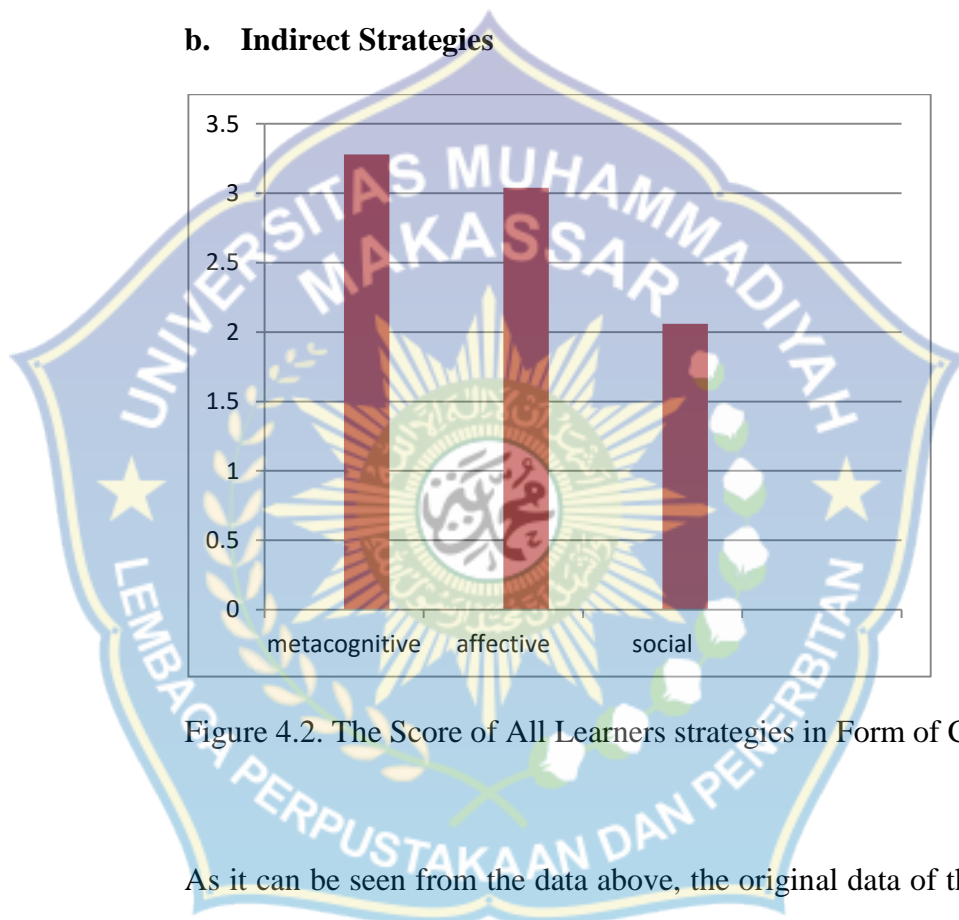 b. Indirect Strategies
3.5
3
2.5
2
1.5
1
0.5
0
metacognitive affective social
UNIVERSITAS MUHAMMADIYAH
MAKASSAR
LEMBAGA PERPUSTAKAAN DAN PENERBITAN
Figure 4.2. The Score of All Learners strategies in Form of
As it can be seen from the data above, the original data of